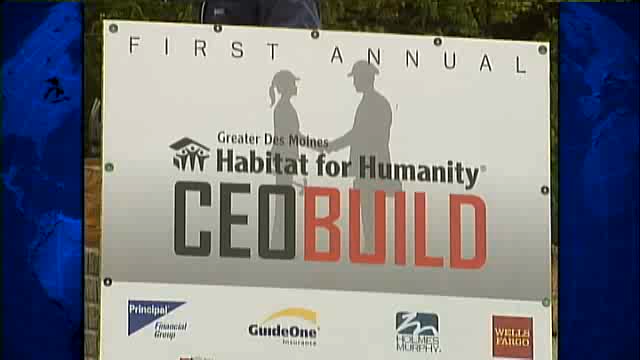 FIRST ANNUAL
Greater Des Moines
Habitat for Humanity®
CEOBUILD
Principal
Financial
Group
GuideOne
Insurance
HOLMES
MURPHY
WELLS
FARGO